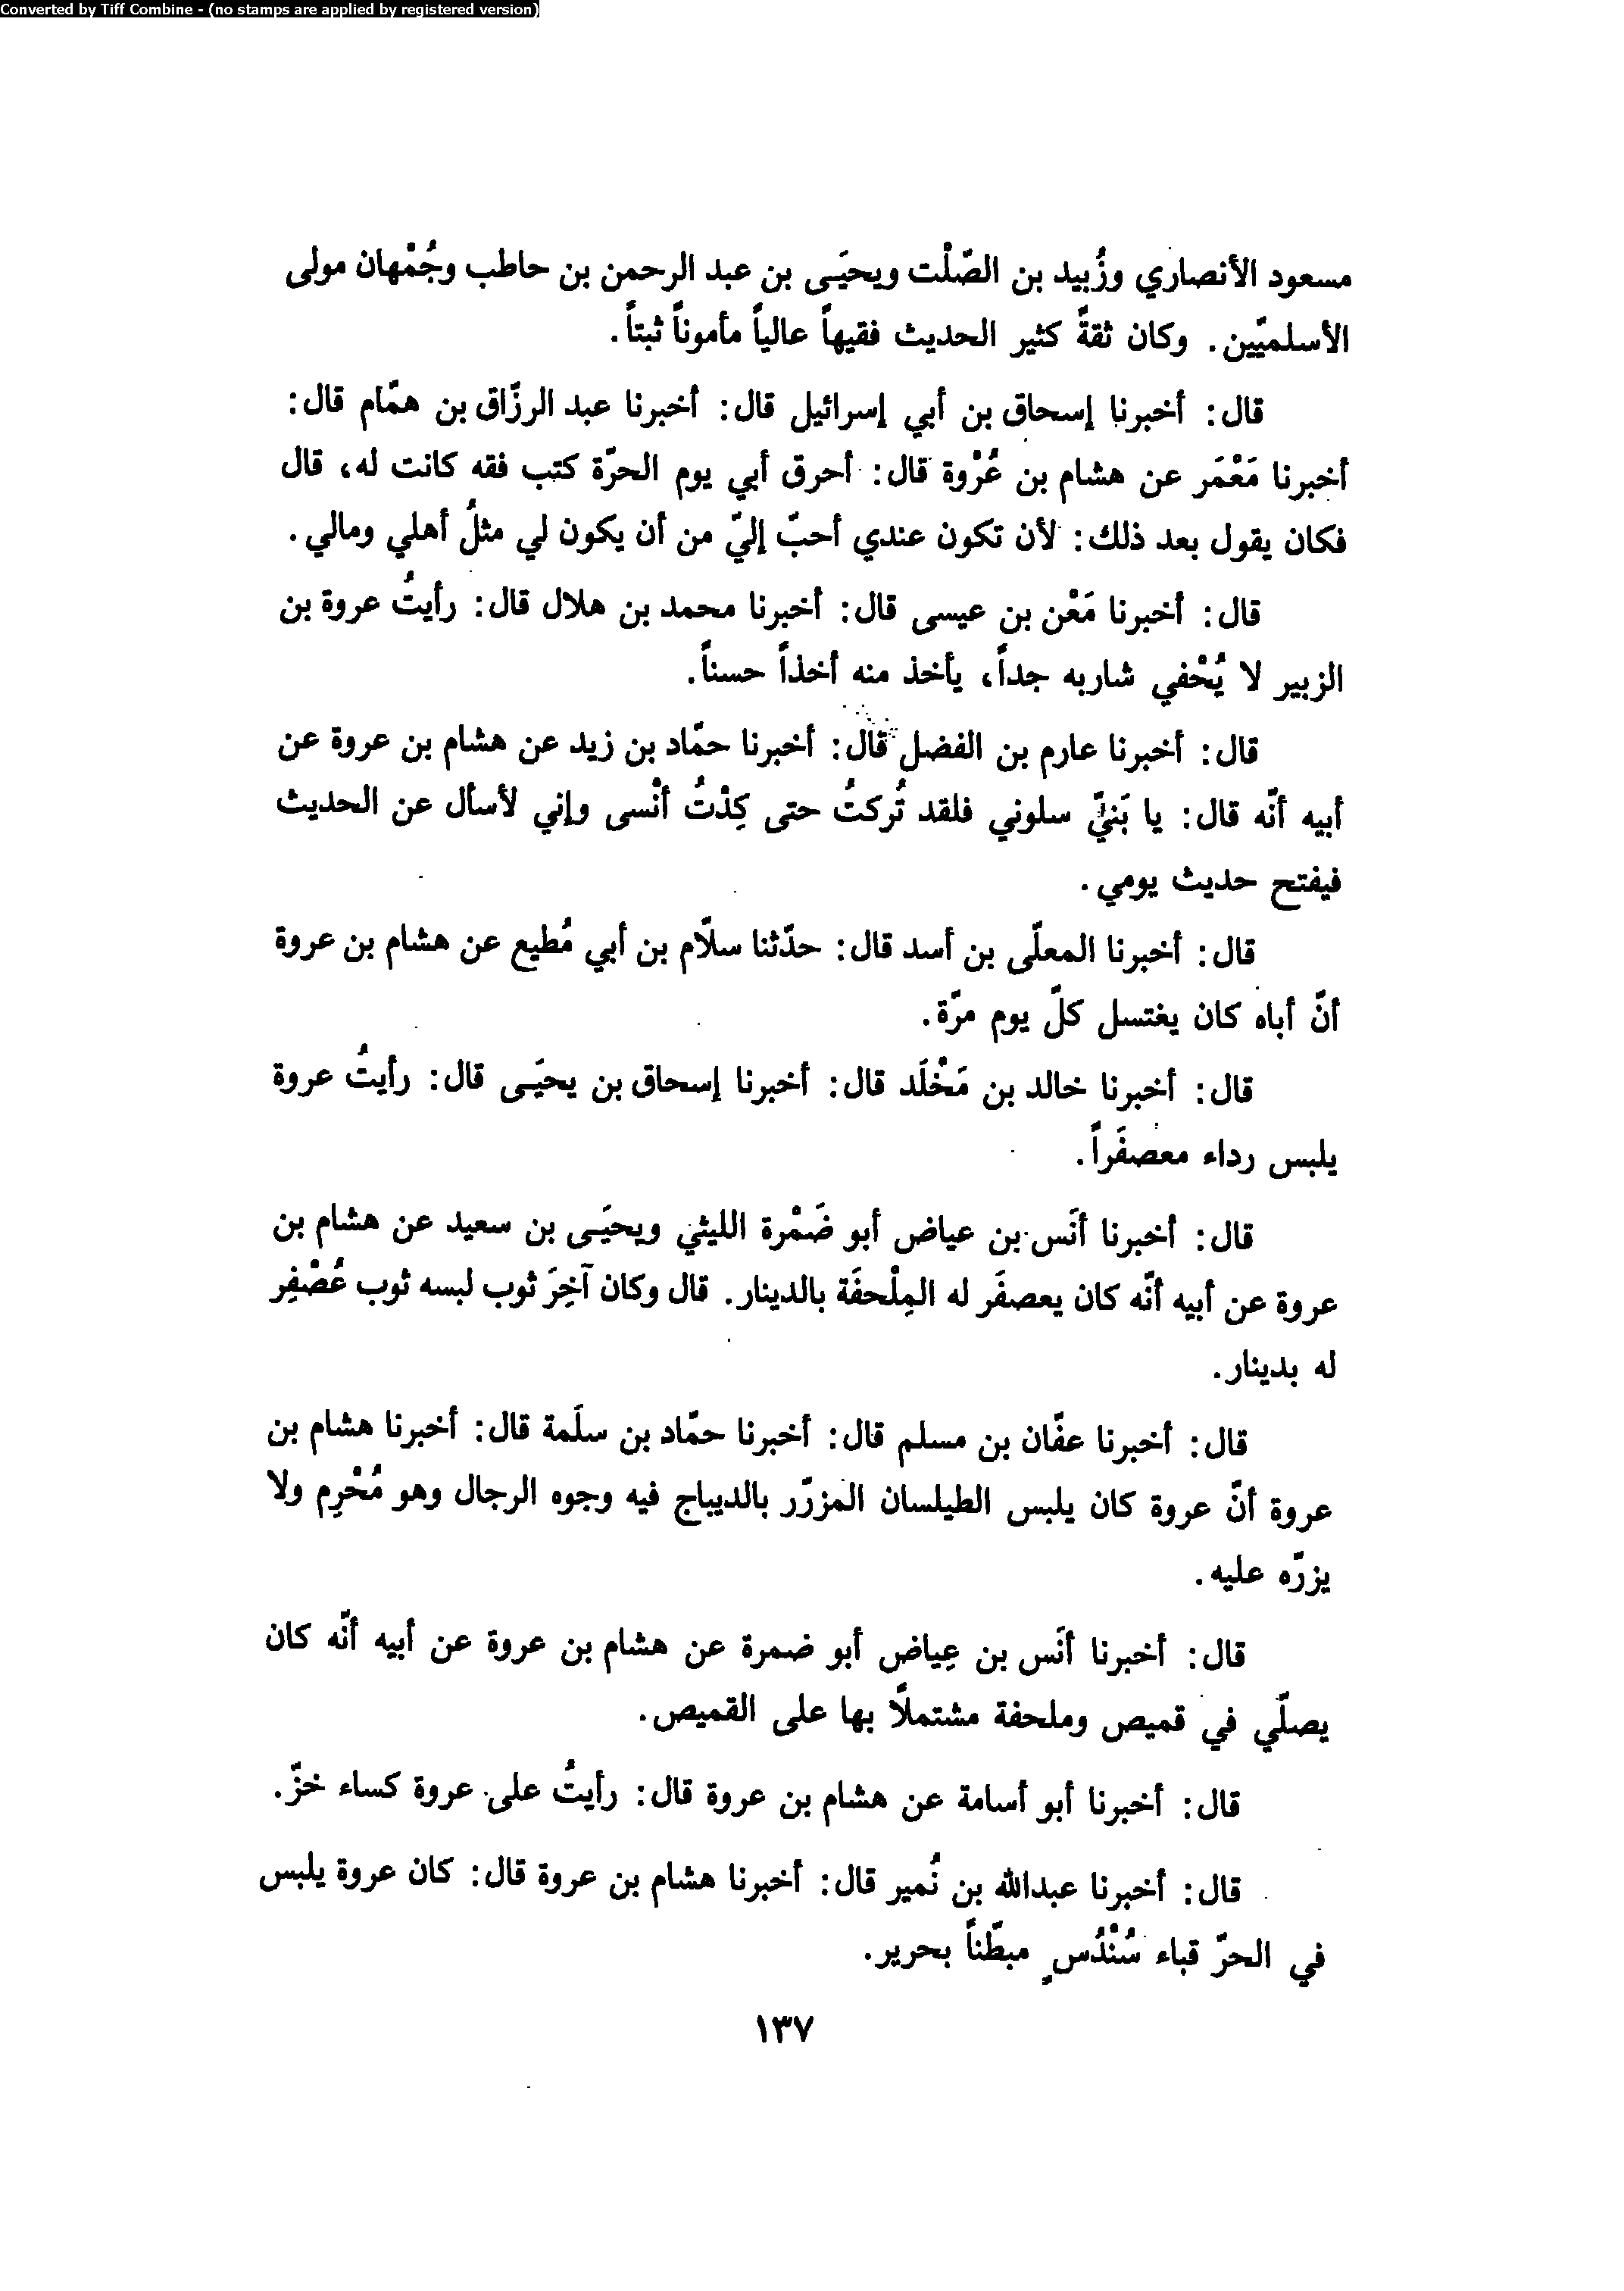 Converted by Tiff Combine - (no stamps are applied by registered version)
مسعود الأنصاري وزُبيد بن الصّلْت ويحيَـى بن عبد الرحمن بن حاطب وجُمْهان مولى
الأسلميّين. وكان ثقةً كثير الحديث فقيهاً عالياً مأموناً ثبتاً.
قال: أخبرنا إسحاق بن أبي إسرائيل قال: أخبرنا عبد الرزّاق بن همّام قال:
أخبرنا مَعْمَر عن هشام بن عُرْوة قال: أحرق أبي يوم الحرّة كتب فقه كانت له، قال
فكان يقول بعد ذلك: لأن تكون عندي أحبّ إليّ من أن يكون لي مثلُ أهلي ومالي.
قال: أخبرنا مَعْن بن عيسى قال: أخبرنا محمد بن هلال قال: رأيتُ عروة بن
الزبير لا يُحْفي شاربه جداً، يأخذ منه أخذاً حسناً.
قال: أخبرنا عارم بن الفضل قال: أخبرنا حمّاد بن زيد عن هشام بن عروة عن
أبيه أنّه قال: يا بَنيَّ سلوني فلقد تُركتُ حتى كِدْتُ أنْسى وإني لأسأل عن الحديث
فيفتح حديث يومي.
قال: أخبرنا المعلّى بن أسد قال: حدّثنا سلاّم بن أبي مُطيع عن هشام بن عروة
أنّ أباه كان يغتسل كلّ يوم مرّة.
قال: أخبرنا خالد بن مَخْلَد قال: أخبرنا إسحاق بن يحيَـى قال: رأيتُ عروة
يلبس رداء معصفَراً.
قال: أخبرنا أنَس بن عياض أبو ضَمْرة الليثي ويحيَـى بن سعيد عن هشام بن
عروة عن أبيه أنّه كان يعصفَر له المِلْحفَة بالدينار. قال وكان آخِرَ ثوب لبسه ثوب عُصْفِر
له بدينار.
قال: أخبرنا عفّان بن مسلم قال: أخبرنا حمّاد بن سلَمة قال: أخبرنا هشام بن
عروة أنّ عروة كان يلبس الطيلسان المزرّر بالديباج فيه وجوه الرجال وهو مُحْرِم ولا
يزرّه عليه.
قال: أخبرنا أنَس بن عِياض أبو ضمرة عن هشام بن عروة عن أبيه أنّه كان
يصلّي في قميص وملحفة مشتملاً بها على القميص.
قال: أخبرنا أبو أسامة عن هشام بن عروة قال: رأيتُ على عروة كساء خزّ.
قال: أخبرنا عبدالله بن نُمير قال: أخبرنا هشام بن عروة قال: كان عروة يلبس
في الحرّ قباء سُنْدُسٍ مبطّناً بحرير.
١٣٧